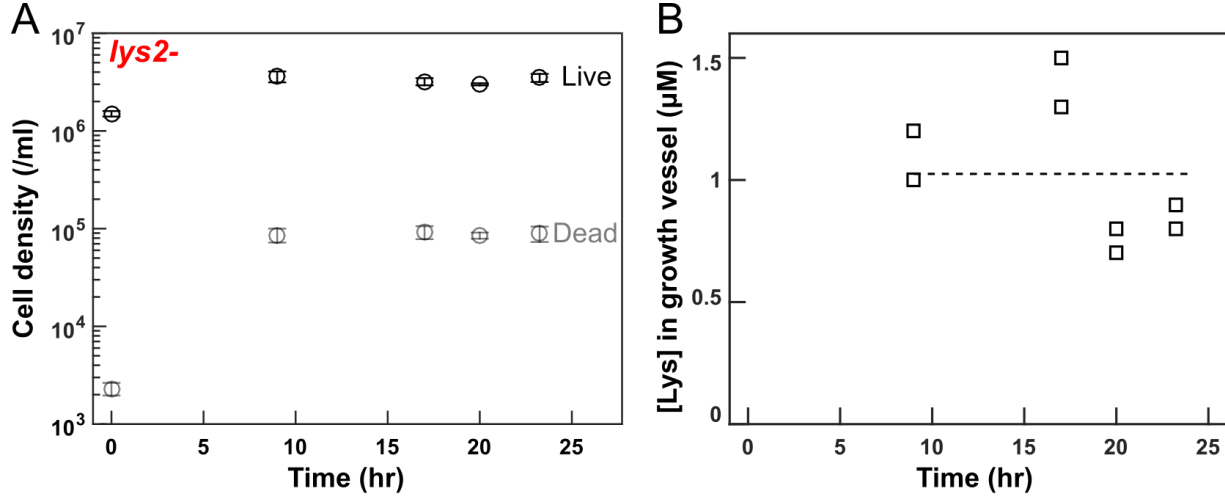 A
lys2-
Cell density (/ml)
10^7
10^6
10^5
10^4
10^3
Live
Dead
0
5
10
15
20
25
Time (hr)
B
[Lys] in growth vessel (µM)
1.5
1
0.5
0
0
5
10
15
20
25
Time (hr)